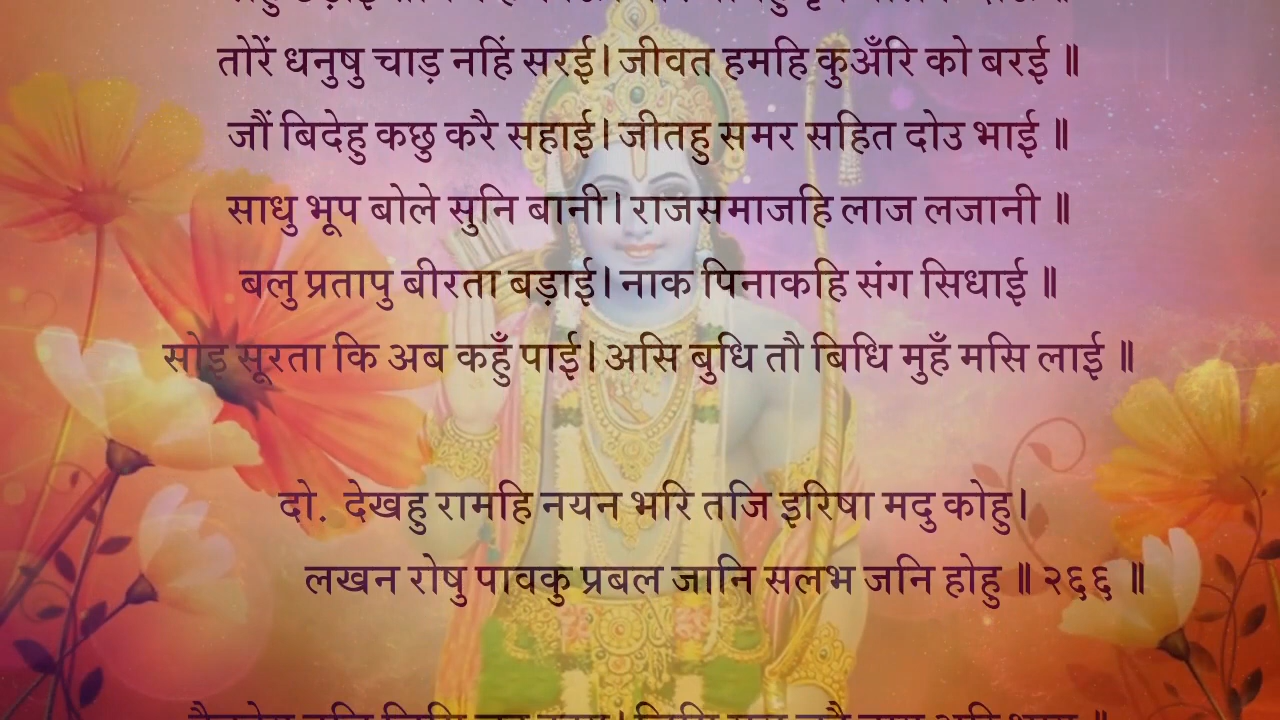 तोरें धनुषु चाड़ नहिं सरई। जीवत हमहि कुअँरि को बरई ॥
जौं बिदेहु कछु करै सहाई। जीतहु समर सहित दोउ भाई ॥
साधु भूप बोले सुनि बानी। राजसमाजहि लाज लजानी ॥
बलु प्रतापु बीरता बड़ाई। नाक पिनाकहि संग सिधाई ॥
सोइ सूरता कि अब कहुँ पाई। असि बुधि तौ बिधि मुहँ मसि लाई ॥
दो. देखहु रामहि नयन भरि तजि इरिषा मदु कोहु।
लखन रोषु पावकु प्रबल जानि सलभ जनि होहु ॥ २६६ ॥